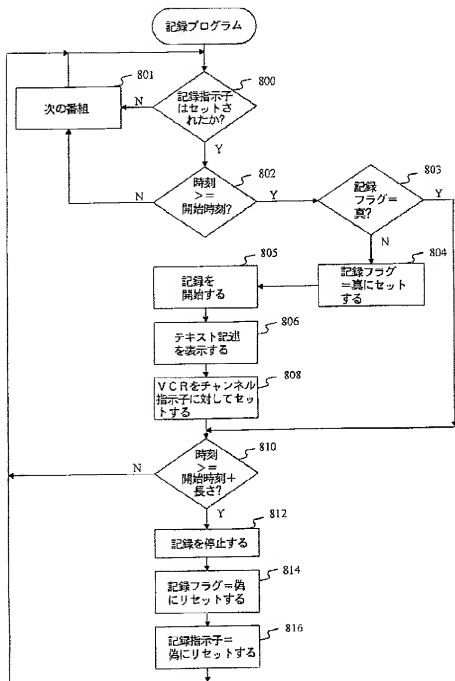 記録プログラム
800
記録指示子
はセットさ
れたか?
801
次の番組
N
Y
802
時刻
>=
開始時刻?
N
Y
803
記録
フラグ=
真?
Y
N
804
記録フラグ
=真にセット
する
805
記録を
開始する
806
テキスト記述
を表示する
808
VCRをチャンネル
指示子に対してセッ
トする
810
時刻
>=
開始時刻+
長さ?
N
Y
812
記録を停止する
814
記録フラグ=偽
にリセットする
816
記録指示子=
偽にリセットする